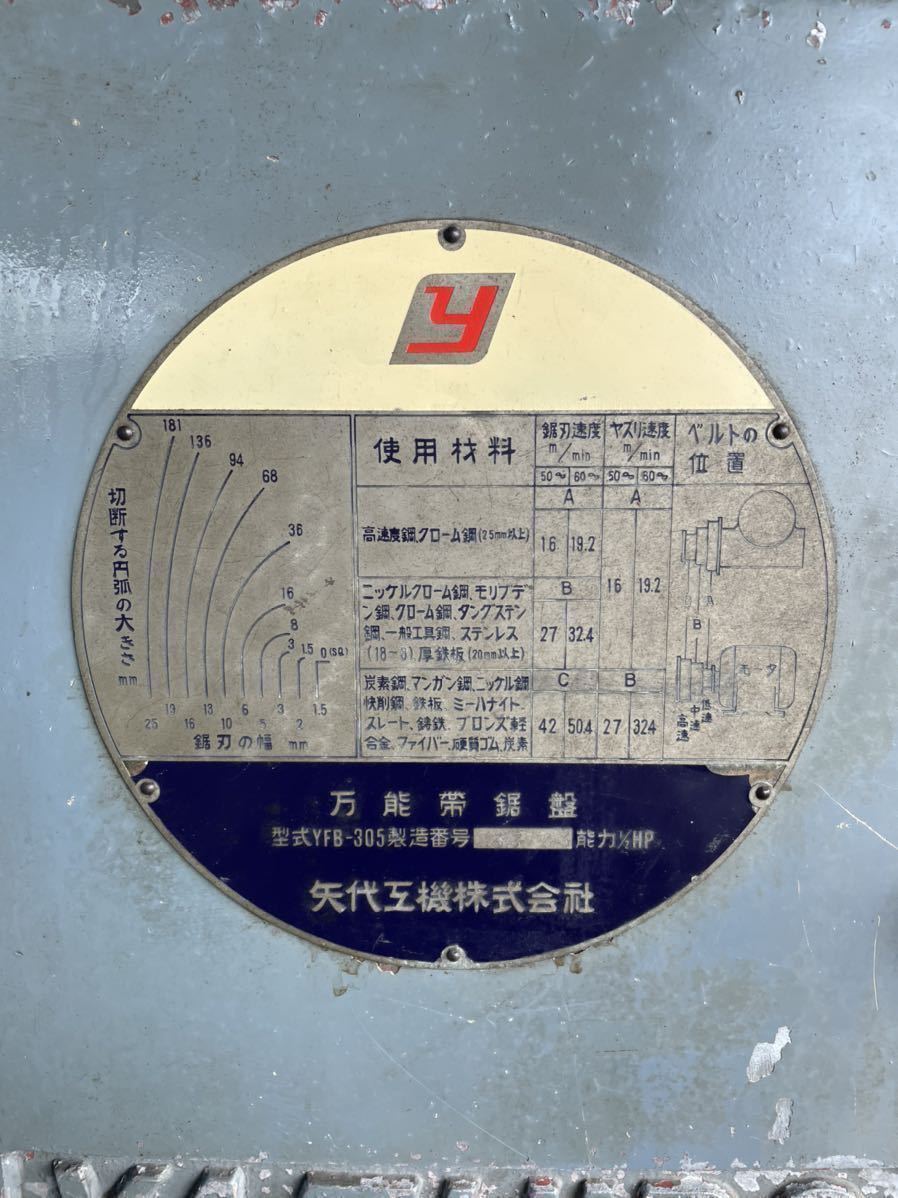 y
181
136
94
68
36
16
8
3
1.5
0(SQ)
切断する円弧の大きさ mm
19 13 6 3 1.5
25 16 10 5 2
鋸刃の幅 mm
使用材料
鋸刃速度
m/min
50~ 60~
ヤスリ速度
m/min
50~ 60~
ベルトの
位置
高速度鋼、クローム鋼(25mm以上)
A
16 19.2
A
16 19.2
ニッケルクローム鋼、モリブデ
ン鋼、クローム鋼、タングステン
鋼、一般工具鋼、ステンレス
(18-8)、厚鉄板(20mm以上)
B
27 32.4
炭素鋼、マンガン鋼、ニッケル鋼
快削鋼、鉄板、ミーハナイト、
スレート、鋳鉄、ブロンズ、軽
合金、ファイバー、硬質ゴム、炭素
C
42 50.4
B
27 324
A
B
モータ
低速
中速
高速
万能帯鋸盤
型式YFB-305製造番号 能力½HP
矢代工機株式会社